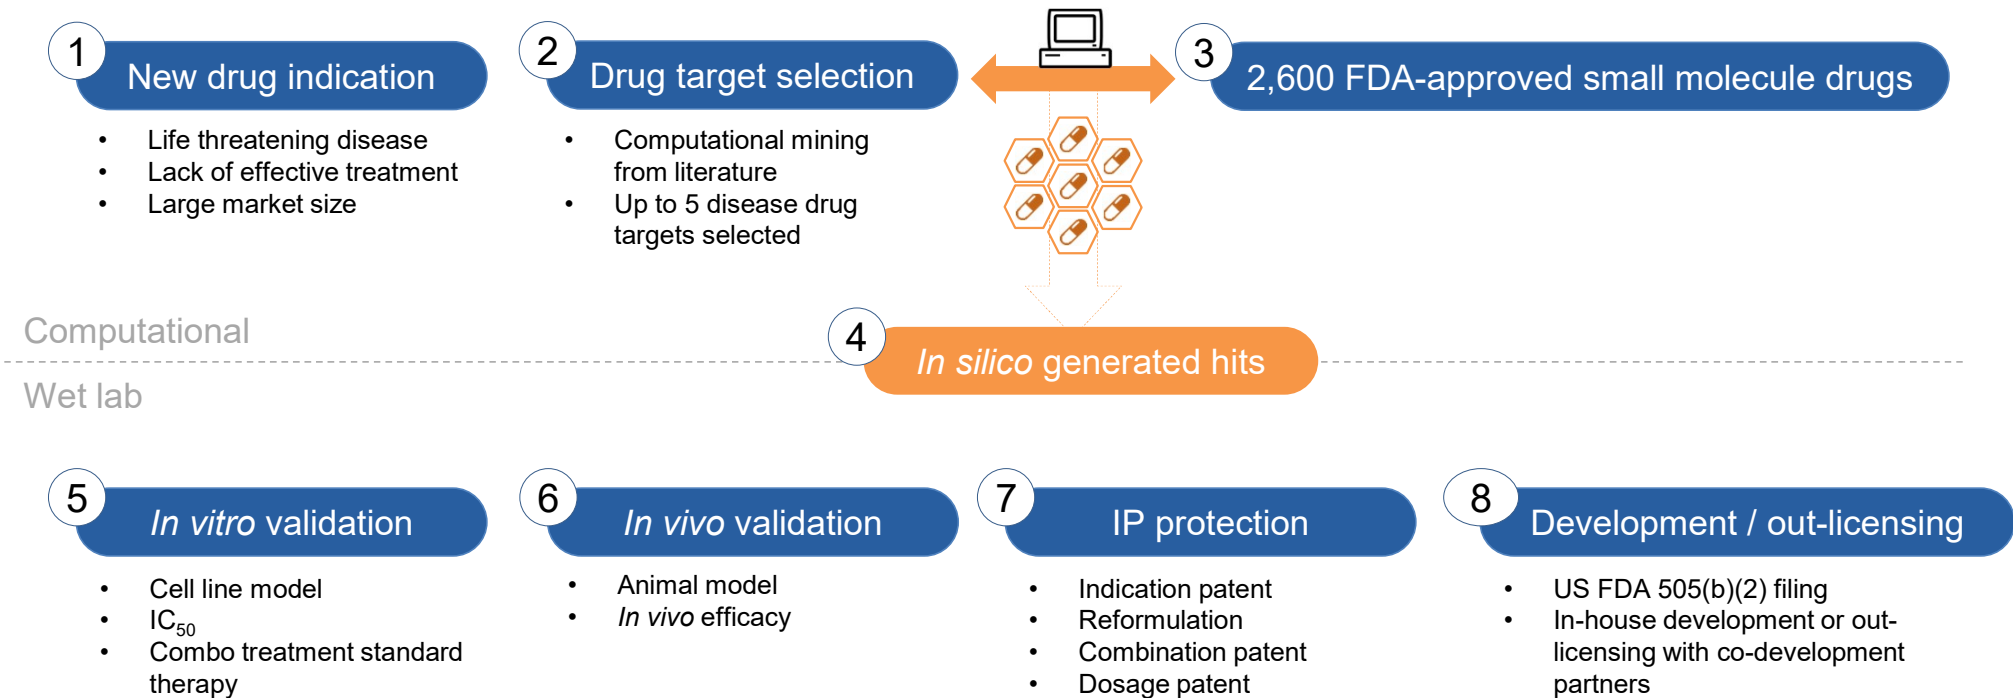 1
New drug indication
• Life threatening disease
• Lack of effective treatment
• Large market size
2
Drug target selection
• Computational mining
from literature
• Up to 5 disease drug
targets selected
3
2,600 FDA-approved small molecule drugs
Computational
4
In silico generated hits
Wet lab
5
In vitro validation
• Cell line model
• IC50
• Combo treatment standard
therapy
6
In vivo validation
• Animal model
• In vivo efficacy
7
IP protection
• Indication patent
• Reformulation
• Combination patent
• Dosage patent
8
Development / out-licensing
• US FDA 505(b)(2) filing
• In-house development or out-
licensing with co-development
partners